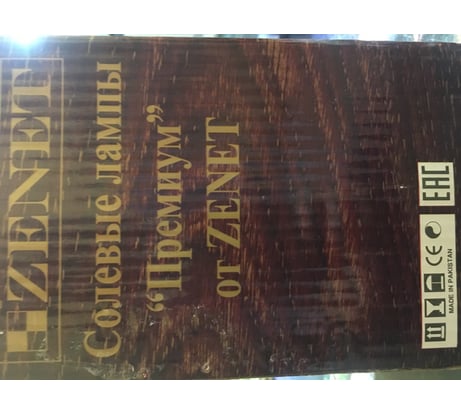 ZENET
Солевые лампы
“Премиум”
от ZENET
EAC
CE
MADE IN PAKISTAN